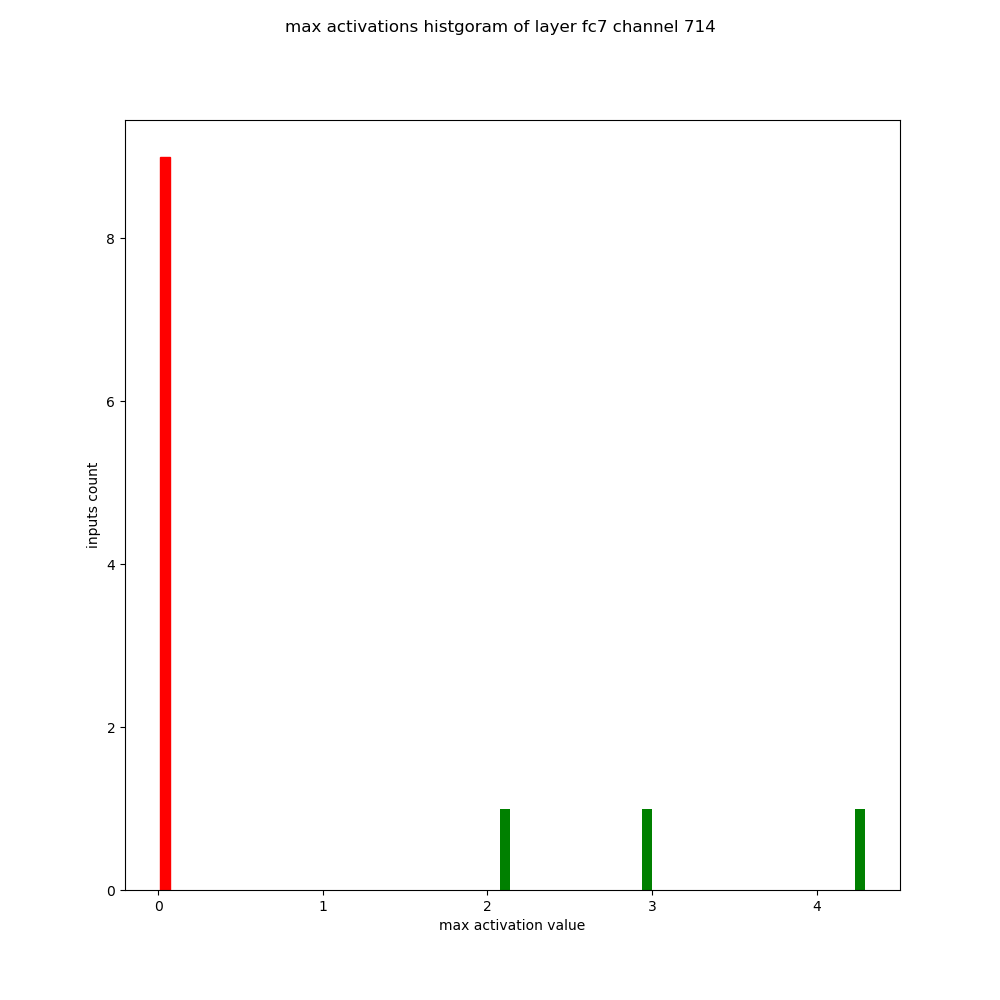 max activations histgoram of layer fc7 channel 714
8
6
4
2
0
inputs count
0 1 2 3 4
max activation value